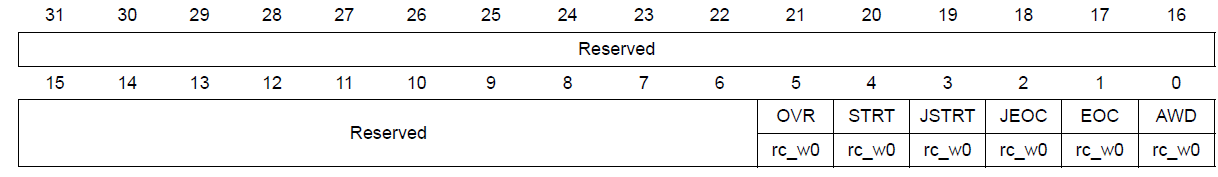 31 30 29 28 27 26 25 24 23 22 21 20 19 18 17 16
Reserved
15 14 13 12 11 10 9 8 7 6 5 4 3 2 1 0
Reserved OVR STRT JSTRT JEOC EOC AWD
rc_w0 rc_w0 rc_w0 rc_w0 rc_w0 rc_w0